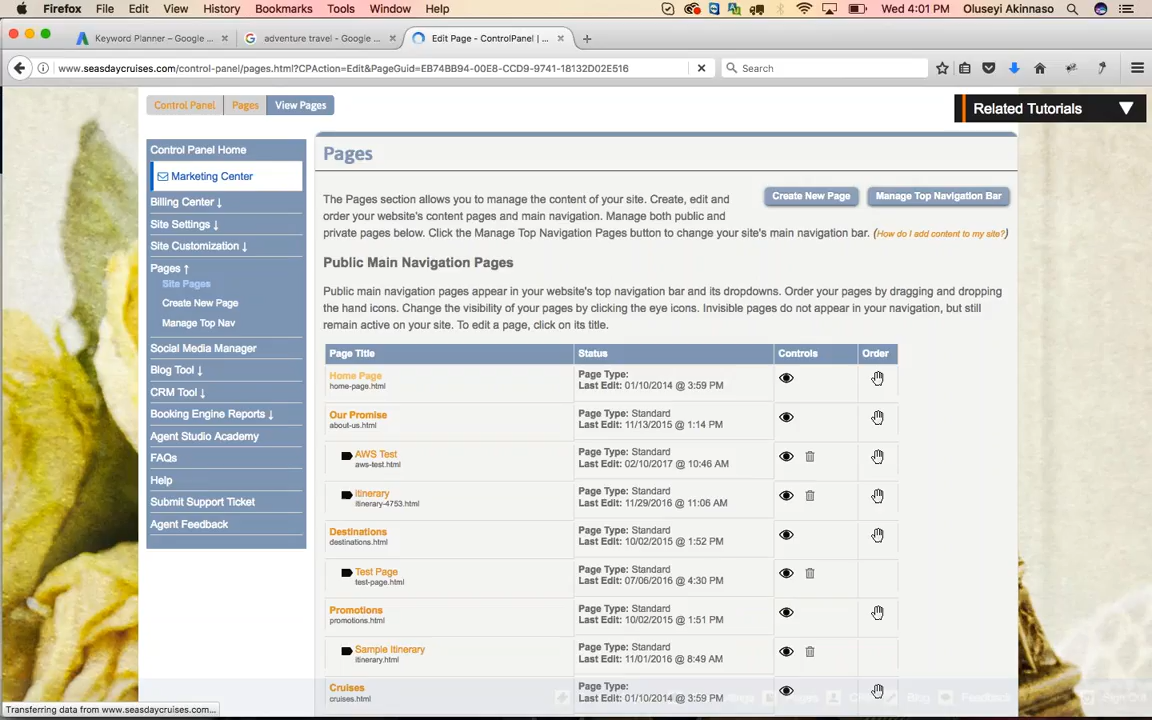 Firefox File Edit View History Bookmarks Tools Window Help Wed 4:01 PM Oluseyi Akinnaso
Keyword Planner – Google ... adventure travel - Google ... Edit Page - ControlPanel | ...
www.seasdaycruises.com/control-panel/pages.html?CPAction=Edit&PageGuid=EB74BB94-00E8-CCD9-9741-18132D02E516 Search
Control Panel Pages View Pages
Related Tutorials
Control Panel Home
Marketing Center
Billing Center ↓
Site Settings ↓
Site Customization ↓
Pages ↑
Site Pages
Create New Page
Manage Top Nav
Social Media Manager
Blog Tool ↓
CRM Tool ↓
Booking Engine Reports ↓
Agent Studio Academy
FAQs
Help
Submit Support Ticket
Agent Feedback
Pages
The Pages section allows you to manage the content of your site. Create, edit and
order your website's content pages and main navigation. Manage both public and
private pages below. Click the Manage Top Navigation Pages button to change your site's main navigation bar. (How do I add content to my site?)
Create New Page Manage Top Navigation Bar
Public Main Navigation Pages
Public main navigation pages appear in your website's top navigation bar and its dropdowns. Order your pages by dragging and dropping
the hand icons. Change the visibility of your pages by clicking the eye icons. Invisible pages do not appear in your navigation, but still
remain active on your site. To edit a page, click on its title.
Page Title Status Controls Order
Home Page Page Type:
home-page.html Last Edit: 01/10/2014 @ 3:59 PM
Our Promise Page Type: Standard
about-us.html Last Edit: 11/13/2015 @ 1:14 PM
AWS Test Page Type: Standard
aws-test.html Last Edit: 02/10/2017 @ 10:46 AM
Itinerary Page Type: Standard
itinerary-4753.html Last Edit: 11/29/2016 @ 11:06 AM
Destinations Page Type: Standard
destinations.html Last Edit: 10/02/2015 @ 1:52 PM
Test Page Page Type: Standard
test-page.html Last Edit: 07/06/2016 @ 4:30 PM
Promotions Page Type: Standard
promotions.html Last Edit: 10/02/2015 @ 1:51 PM
Sample Itinerary Page Type: Standard
itinerary.html Last Edit: 11/01/2016 @ 8:49 AM
Cruises Page Type:
cruises.html Last Edit: 01/10/2014 @ 3:59 PM
Blog Feedback Sign Out
Transferring data from www.seasdaycruises.com...